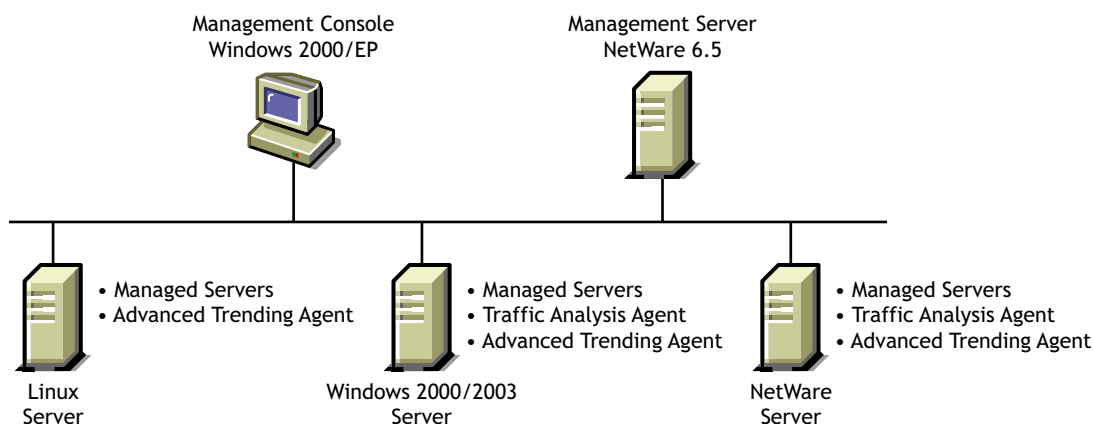 Management Console
Windows 2000/EP
Management Server
NetWare 6.5
• Managed Servers
• Advanced Trending Agent
Linux
Server
• Managed Servers
• Traffic Analysis Agent
• Advanced Trending Agent
Windows 2000/2003
Server
• Managed Servers
• Traffic Analysis Agent
• Advanced Trending Agent
NetWare
Server